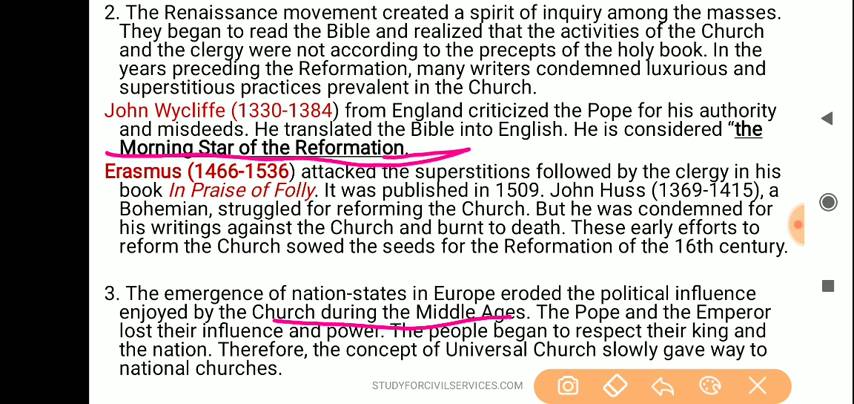 2. The Renaissance movement created a spirit of inquiry among the masses.
They began to read the Bible and realized that the activities of the Church
and the clergy were not according to the precepts of the holy book. In the
years preceding the Reformation, many writers condemned luxurious and
superstitious practices prevalent in the Church.
John Wycliffe (1330-1384) from England criticized the Pope for his authority
and misdeeds. He translated the Bible into English. He is considered “the
Morning Star of the Reformation.
Erasmus (1466-1536) attacked the superstitions followed by the clergy in his
book In Praise of Folly. It was published in 1509. John Huss (1369-1415), a
Bohemian, struggled for reforming the Church. But he was condemned for
his writings against the Church and burnt to death. These early efforts to
reform the Church sowed the seeds for the Reformation of the 16th century.
3. The emergence of nation-states in Europe eroded the political influence
enjoyed by the Church during the Middle Ages. The Pope and the Emperor
lost their influence and power. The people began to respect their king and
the nation. Therefore, the concept of Universal Church slowly gave way to
national churches.
STUDYFORCIVILSERVICES.COM